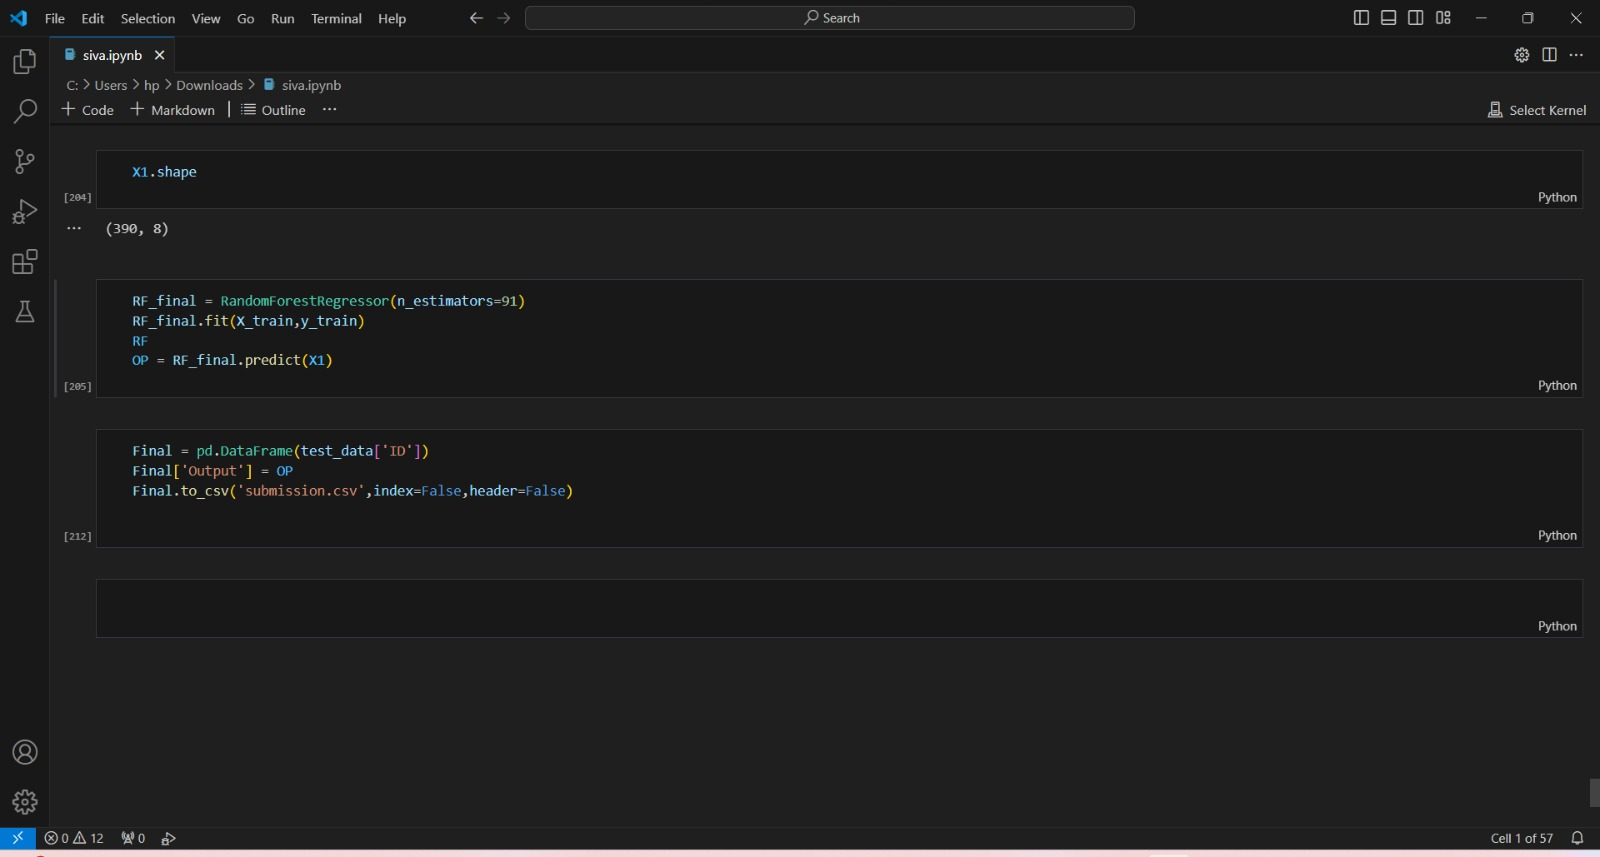 File Edit Selection View Go Run Terminal Help Search
siva.ipynb
C: > Users > hp > Downloads > siva.ipynb
+ Code + Markdown | Outline ... Select Kernel
X1.shape
[204] Python
... (390, 8)
RF_final = RandomForestRegressor(n_estimators=91)
RF_final.fit(X_train,y_train)
RF
OP = RF_final.predict(X1)
[205] Python
Final = pd.DataFrame(test_data['ID'])
Final['Output'] = OP
Final.to_csv('submission.csv',index=False,header=False)
[212] Python
Python
0 12 0 Cell 1 of 57